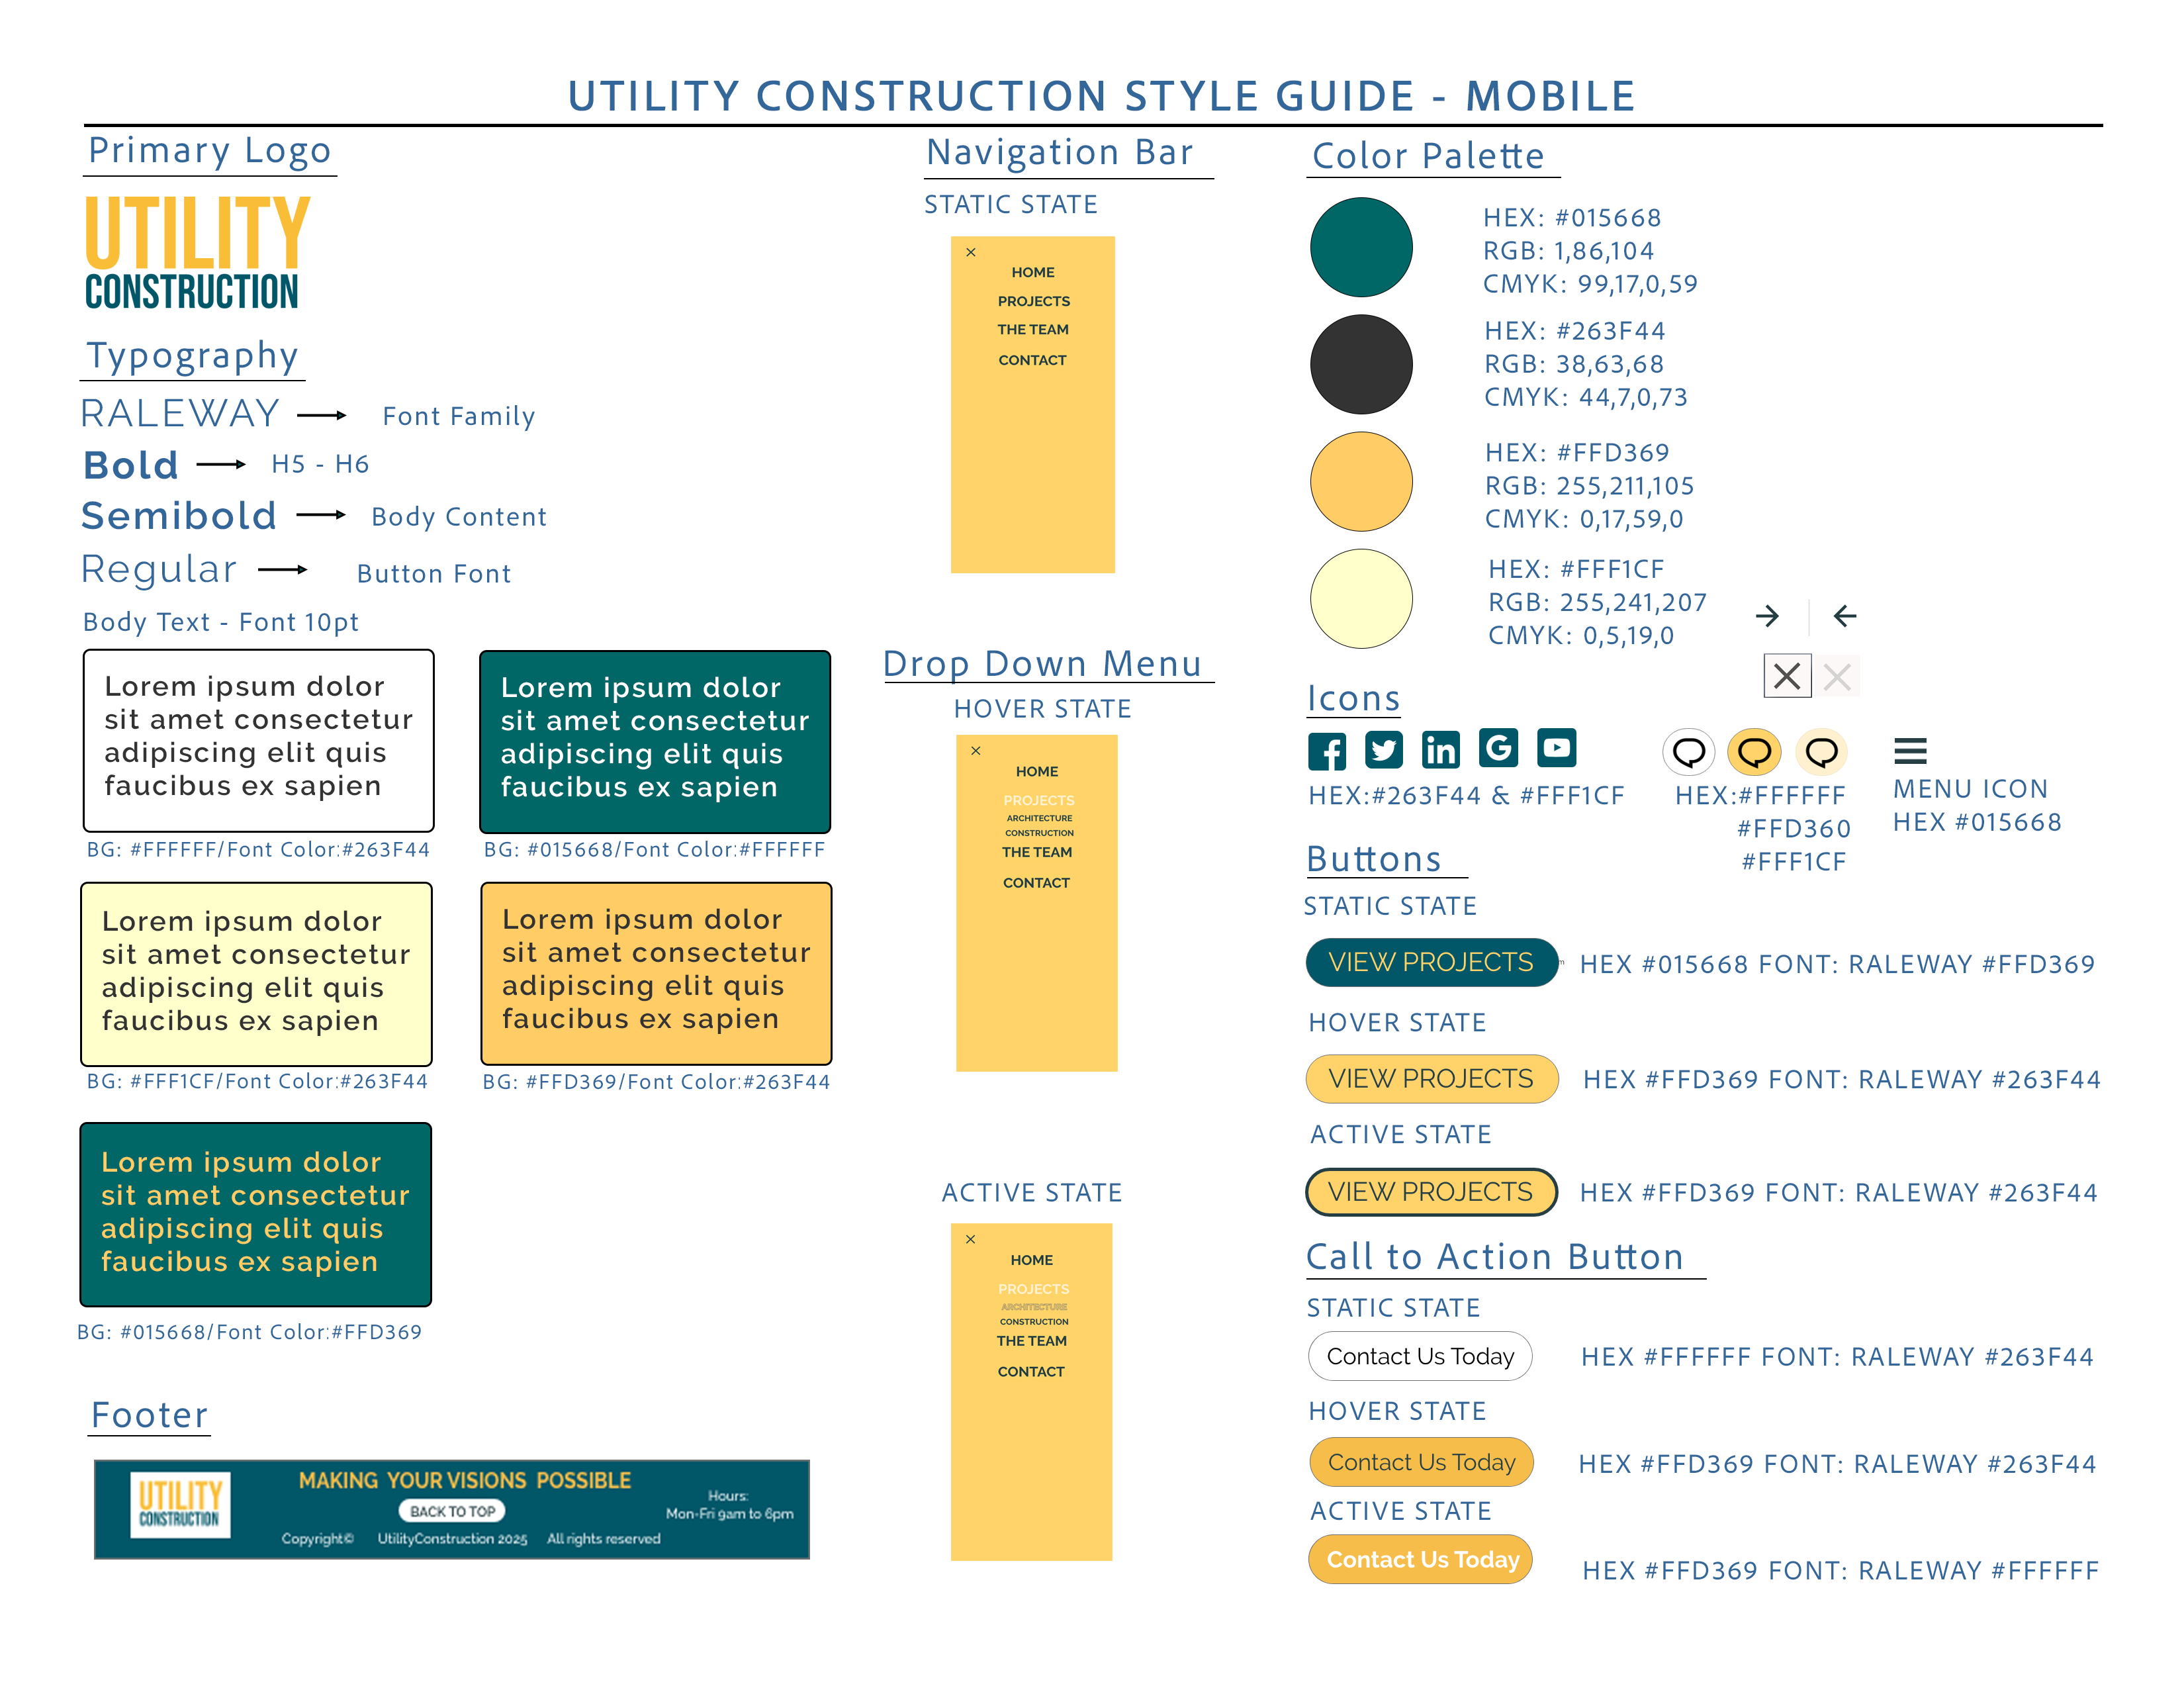 UTILITY CONSTRUCTION STYLE GUIDE - MOBILE
Primary Logo
UTILITY
CONSTRUCTION
Typography
RALEWAY
Font Family
Bold
H5 - H6
Semibold
Body Content
Regular
Button Font
Body Text - Font 10pt
Lorem ipsum dolor
sit amet consectetur
adipiscing elit quis
faucibus ex sapien
BG: #FFFFFF/Font Color:#263F44
Lorem ipsum dolor
sit amet consectetur
adipiscing elit quis
faucibus ex sapien
BG: #015668/Font Color:#FFFFFF
Lorem ipsum dolor
sit amet consectetur
adipiscing elit quis
faucibus ex sapien
BG: #FFF1CF/Font Color:#263F44
Lorem ipsum dolor
sit amet consectetur
adipiscing elit quis
faucibus ex sapien
BG: #FFD369/Font Color:#263F44
Lorem ipsum dolor
sit amet consectetur
adipiscing elit quis
faucibus ex sapien
BG: #015668/Font Color:#FFD369
Footer
UTILITY
CONSTRUCTION
MAKING YOUR VISIONS POSSIBLE
BACK TO TOP
Copyright© UtilityConstruction 2025 All rights reserved
Hours:
Mon-Fri 9am to 6pm
Navigation Bar
STATIC STATE
HOME
PROJECTS
THE TEAM
CONTACT
Drop Down Menu
HOVER STATE
HOME
PROJECTS
ARCHITECTURE
CONSTRUCTION
THE TEAM
CONTACT
ACTIVE STATE
HOME
PROJECTS
ARCHITECTURE
CONSTRUCTION
THE TEAM
CONTACT
Color Palette
HEX: #015668
RGB: 1,86,104
CMYK: 99,17,0,59
HEX: #263F44
RGB: 38,63,68
CMYK: 44,7,0,73
HEX: #FFD369
RGB: 255,211,105
CMYK: 0,17,59,0
HEX: #FFF1CF
RGB: 255,241,207
CMYK: 0,5,19,0
Icons
HEX:#263F44 & #FFF1CF
HEX:#FFFFFF
#FFD360
#FFF1CF
MENU ICON
HEX #015668
Buttons
STATIC STATE
VIEW PROJECTS
HEX #015668 FONT: RALEWAY #FFD369
HOVER STATE
VIEW PROJECTS
HEX #FFD369 FONT: RALEWAY #263F44
ACTIVE STATE
VIEW PROJECTS
HEX #FFD369 FONT: RALEWAY #263F44
Call to Action Button
STATIC STATE
Contact Us Today
HEX #FFFFFF FONT: RALEWAY #263F44
HOVER STATE
Contact Us Today
HEX #FFD369 FONT: RALEWAY #263F44
ACTIVE STATE
Contact Us Today
HEX #FFD369 FONT: RALEWAY #FFFFFF